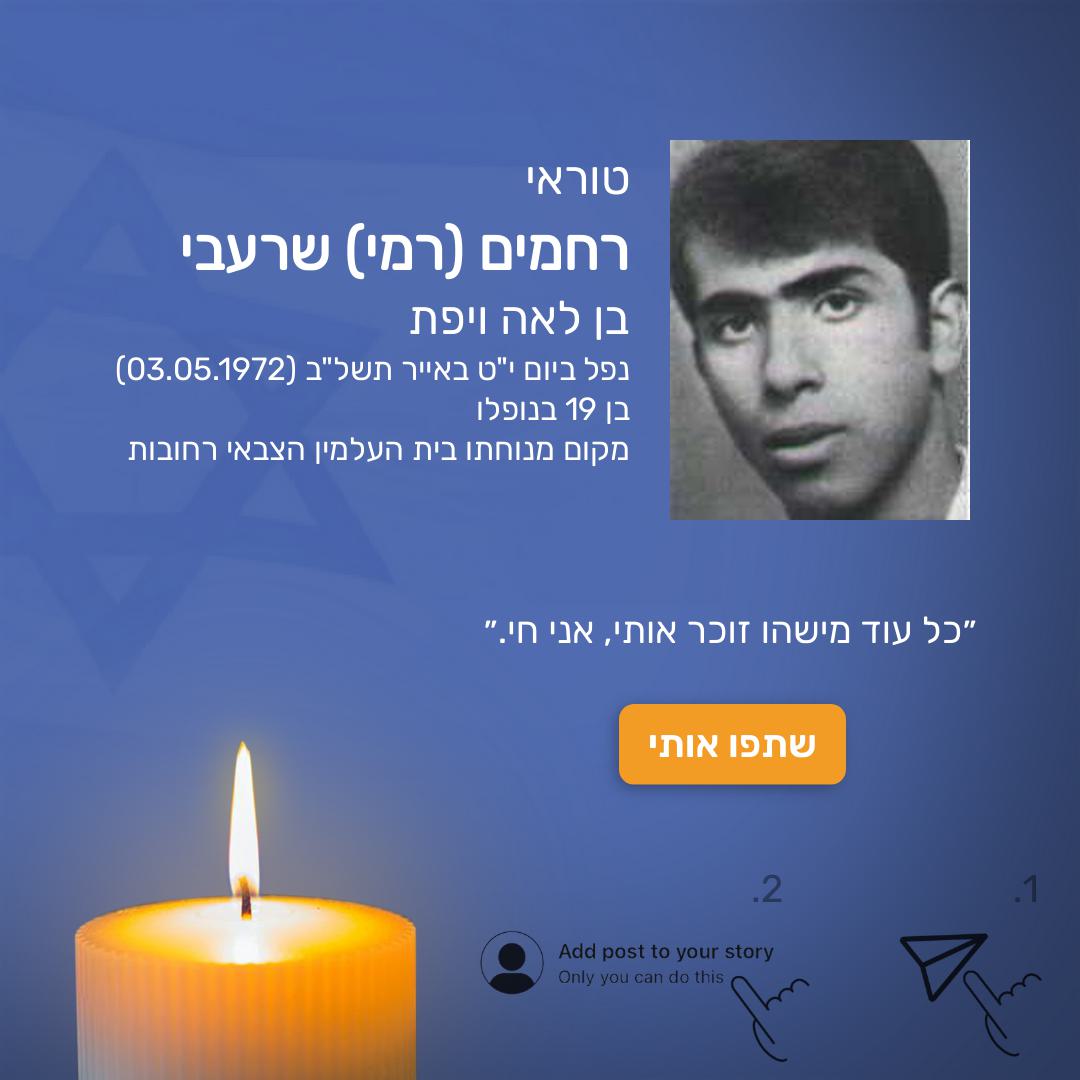 טוראי
רחמים (רמי) שרעבי
בן לאה ויפת
נפל ביום י"ט באייר תשל"ב (03.05.1972)
בן 19 בנופלו
מקום מנוחתו בית העלמין הצבאי רחובות
״כל עוד מישהו זוכר אותי, אני חי.״
שתפו אותי
.1
.2
Add post to your story
Only you can do this